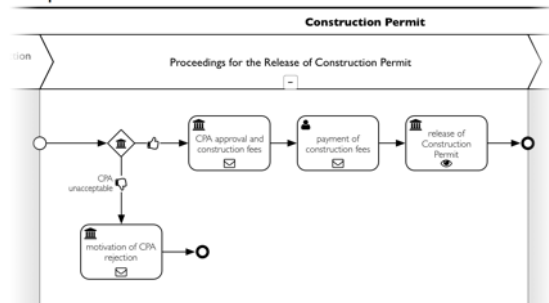 Construction Permit
Proceedings for the Release of Construction Permit
CPA approval and
construction fees
payment of
construction fees
release of
Construction
Permit
CPA
unacceptable
motivation of CPA
rejection